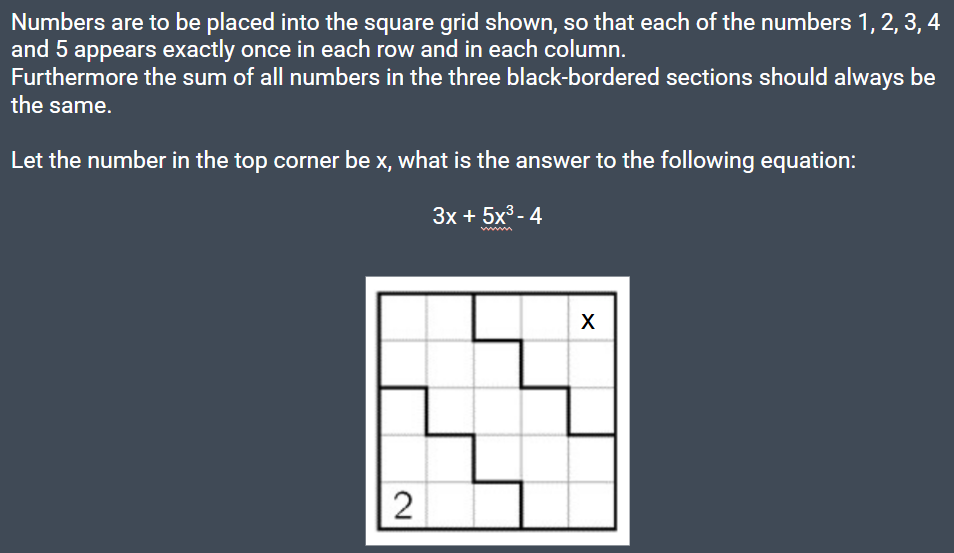 Numbers are to be placed into the square grid shown, so that each of the numbers 1, 2, 3, 4
and 5 appears exactly once in each row and in each column.
Furthermore the sum of all numbers in the three black-bordered sections should always be
the same.
Let the number in the top corner be x, what is the answer to the following equation:
3x + 5x³ - 4
x
2